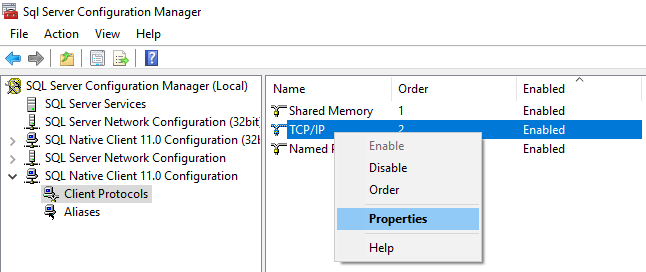 Sql Server Configuration Manager
File Action View Help
SQL Server Configuration Manager (Local)
SQL Server Services
SQL Server Network Configuration (32bit)
SQL Native Client 11.0 Configuration (32
SQL Server Network Configuration
SQL Native Client 11.0 Configuration
Client Protocols
Aliases
Name Order Enabled
Shared Memory 1 Enabled
TCP/IP 2 Enabled
Named Enabled
Enable
Disable
Order
Properties
Help